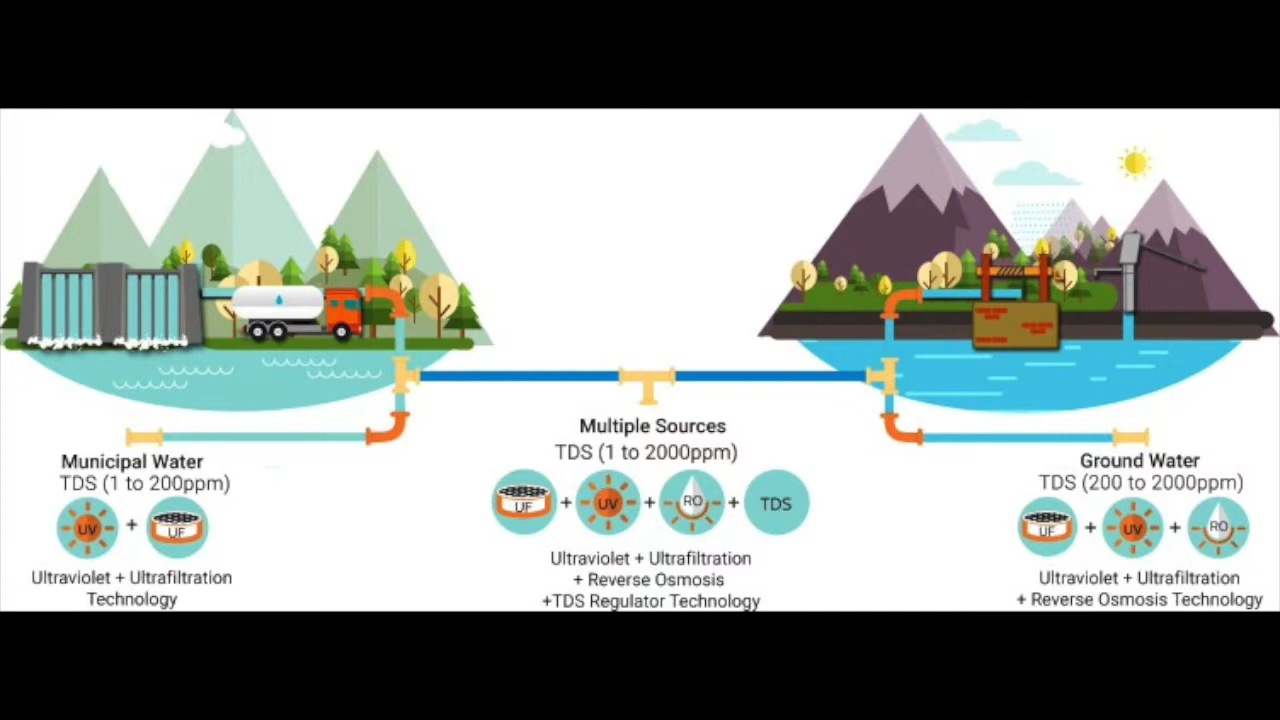 Municipal Water
TDS (1 to 200ppm)
UV + UF
Ultraviolet + Ultrafiltration
Technology
Multiple Sources
TDS (1 to 2000ppm)
UF + UV + RO + TDS
Ultraviolet + Ultrafiltration
+ Reverse Osmosis
+TDS Regulator Technology
Ground Water
TDS (200 to 2000ppm)
UF + UV + RO
Ultraviolet + Ultrafiltration
+ Reverse Osmosis Technology